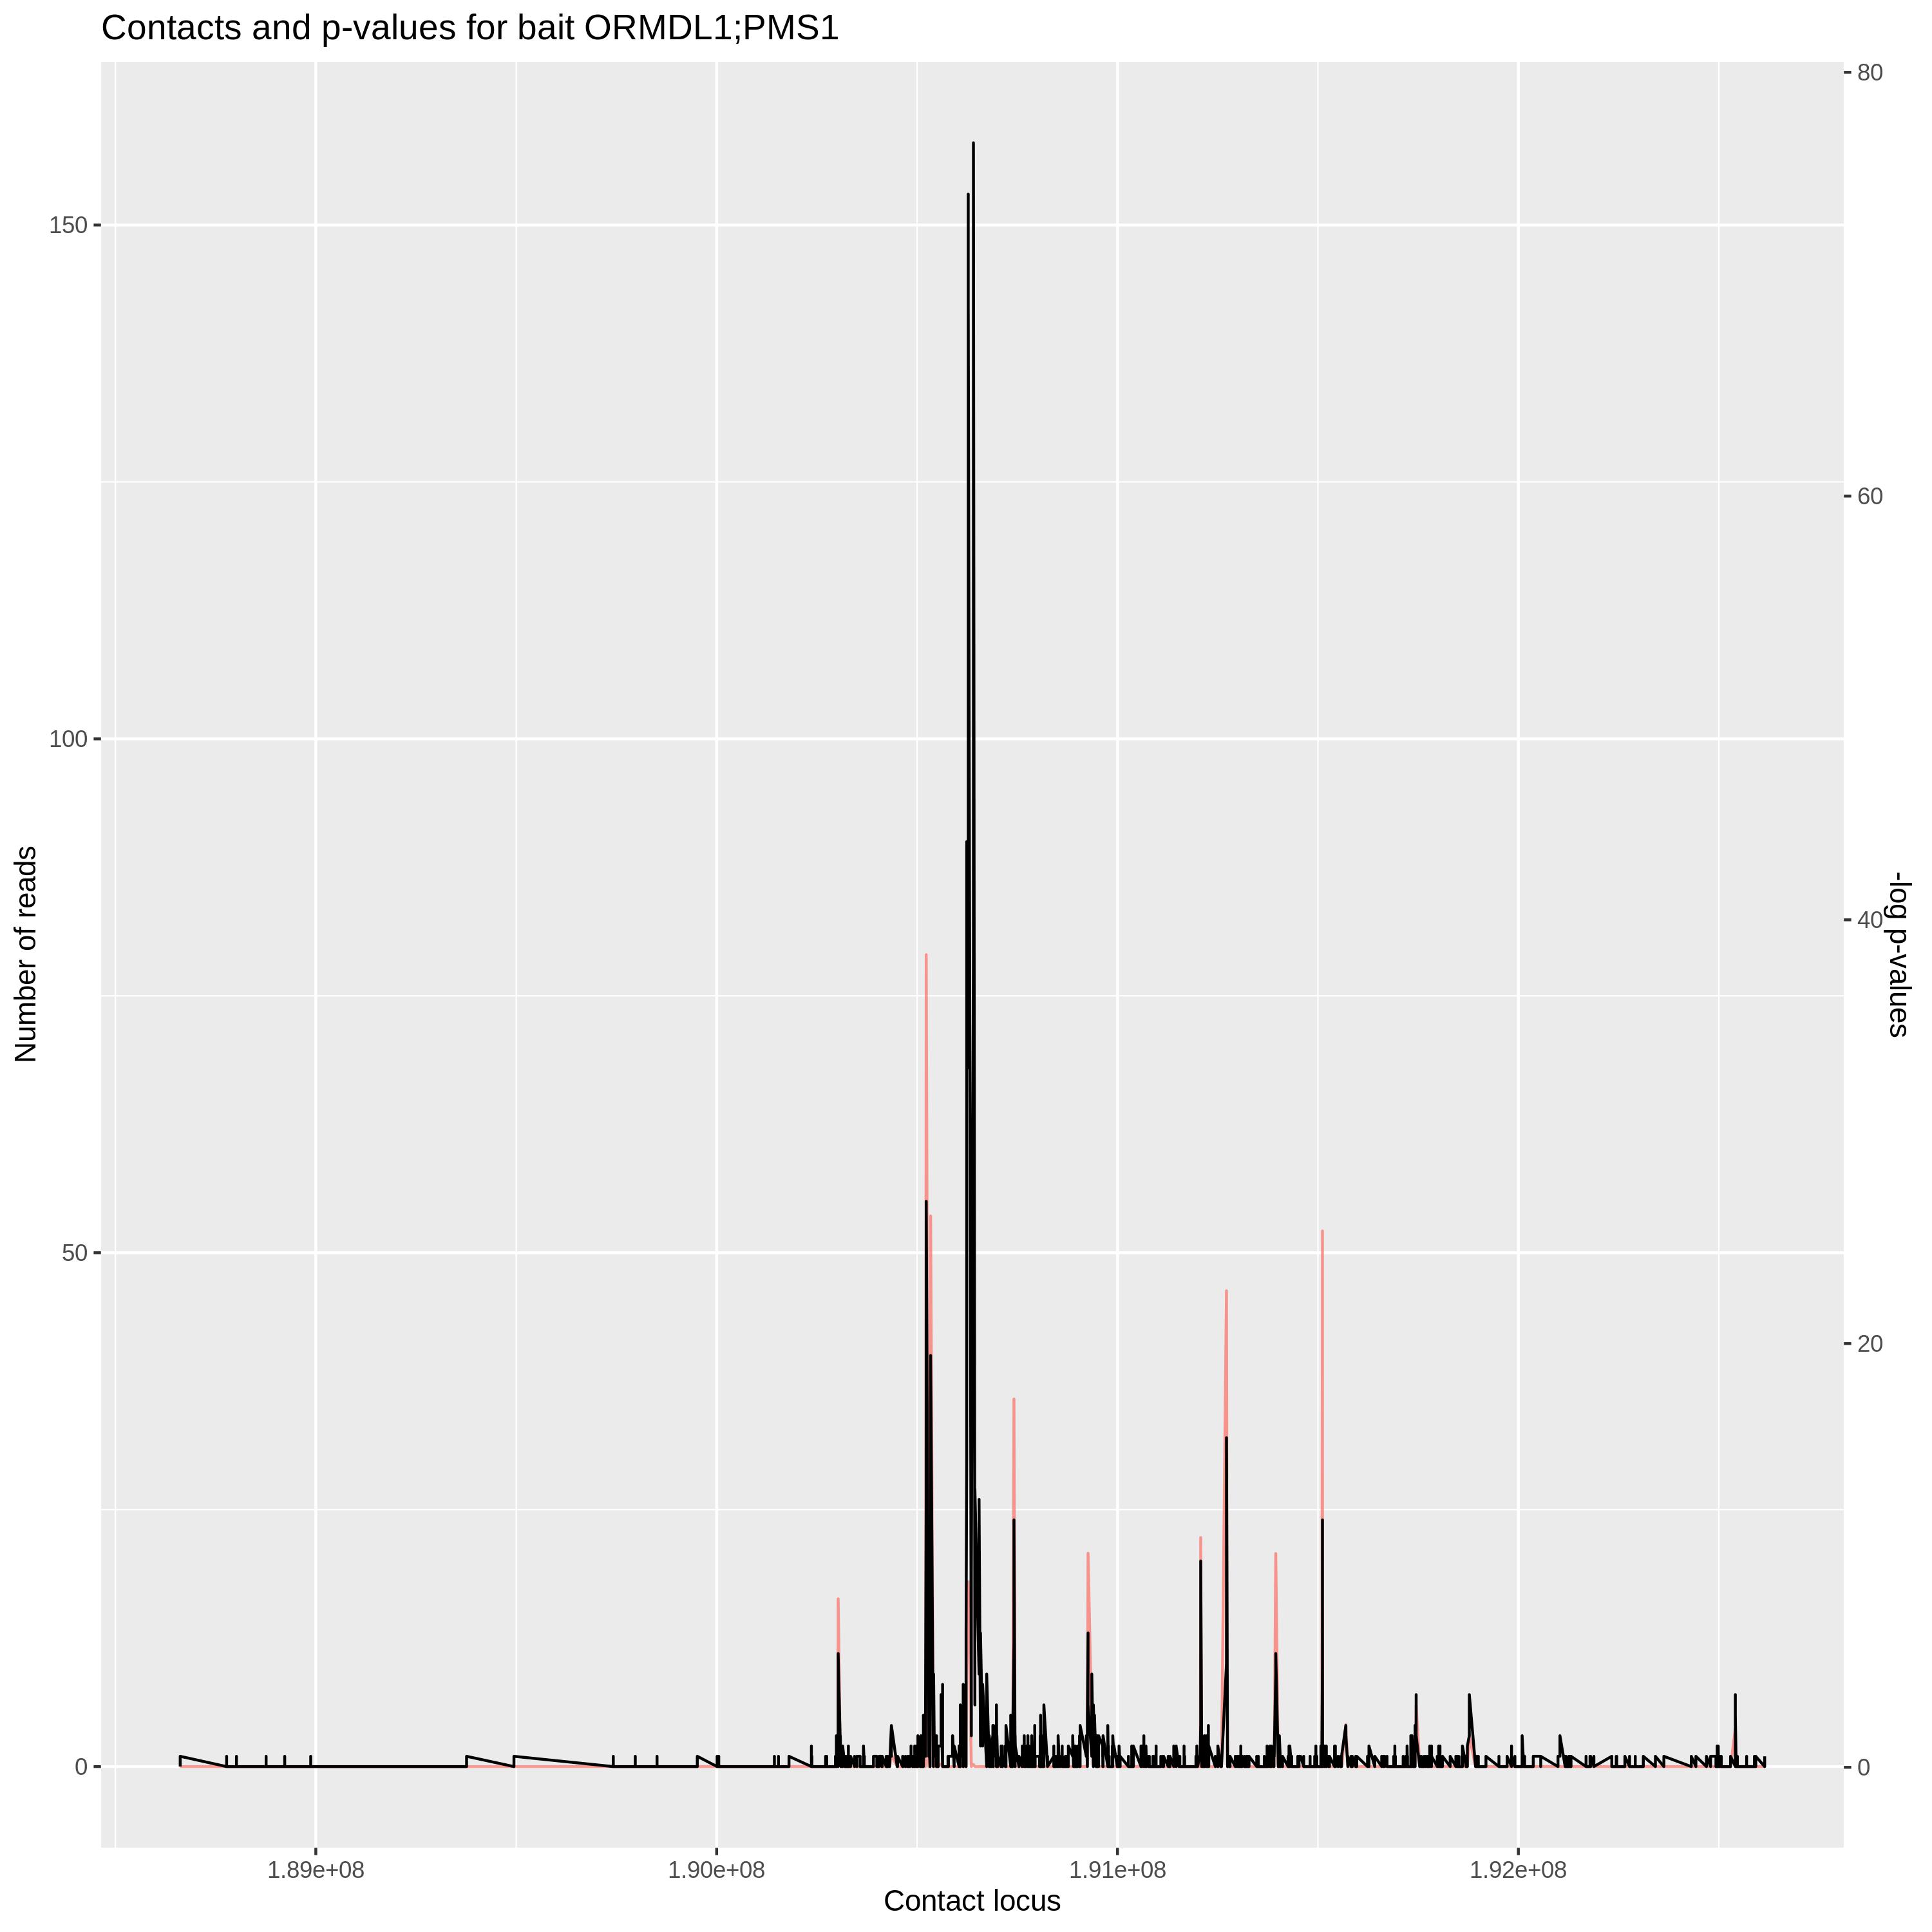 Contacts and p-values for bait ORMDL1;PMS1
Number of reads
150
100
50
0
80
60
40
20
0
-log p-values
1.89e+08
1.90e+08
1.91e+08
1.92e+08
Contact locus